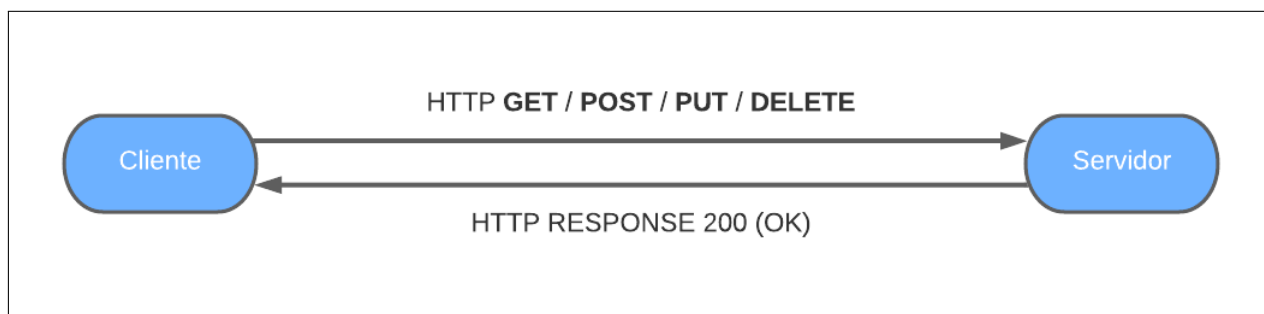 HTTP GET / POST / PUT / DELETE
Cliente
Servidor
HTTP RESPONSE 200 (OK)